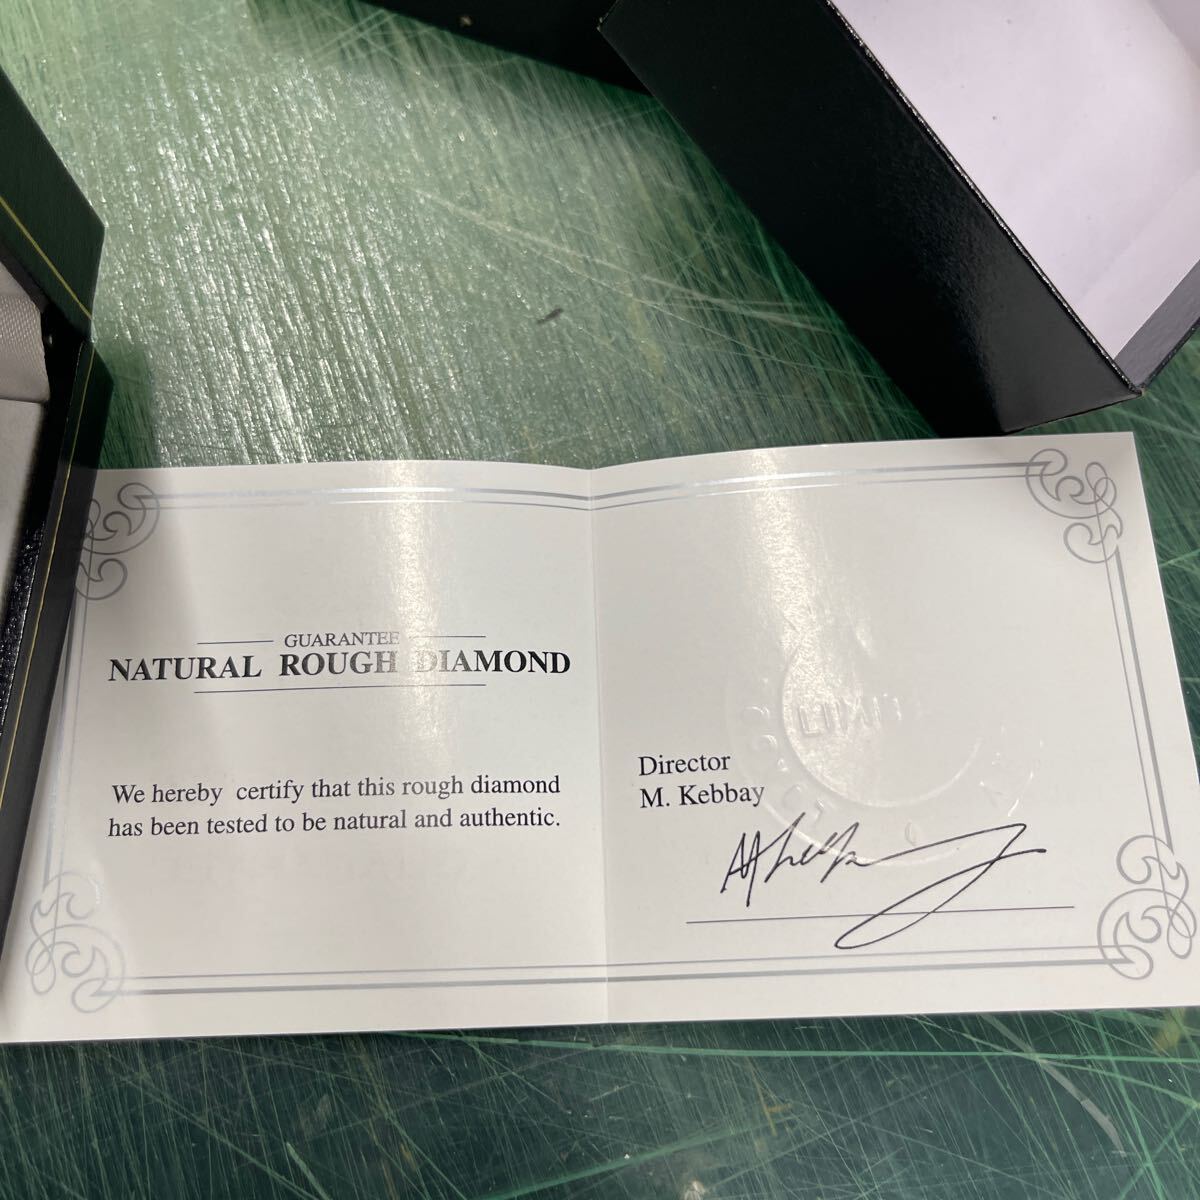 GUARANTEE
NATURAL ROUGH DIAMOND
We hereby certify that this rough diamond
has been tested to be natural and authentic.
Director
M. Kebbay